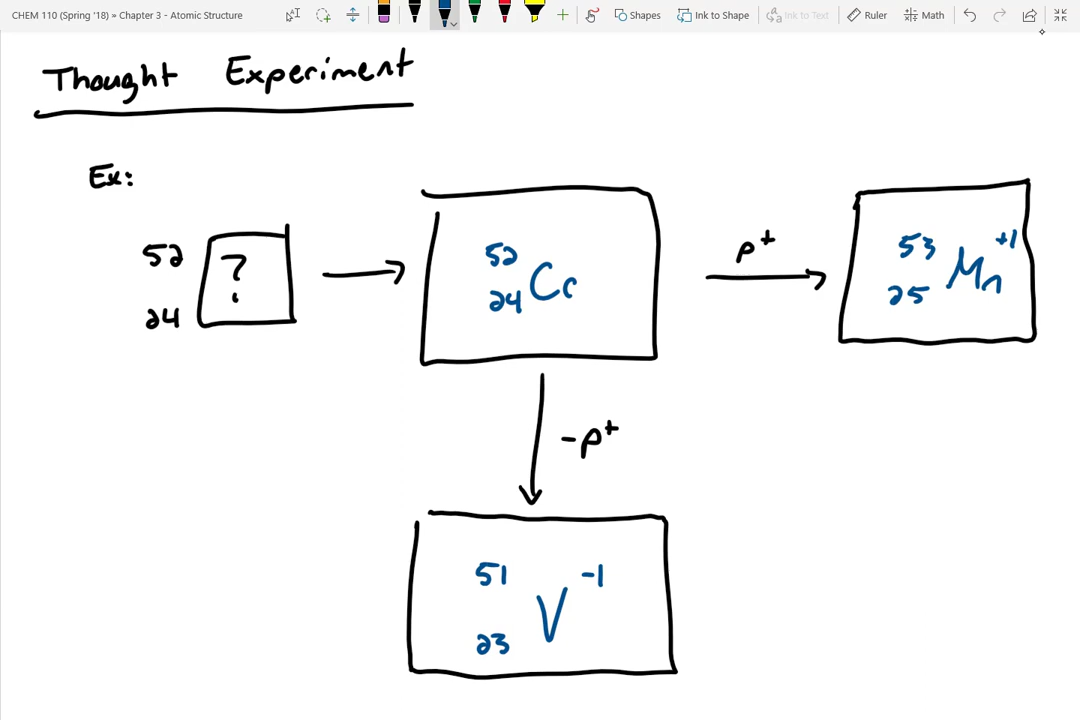 CHEM 110 (Spring '18) » Chapter 3 - Atomic Structure
Shapes
Ink to Shape
Ink to Text
Ruler
Math
Thought Experiment
Ex:
52
24
?
52
24
Cr
p+
53
25
Mn
+1
-p+
51
23
V
-1